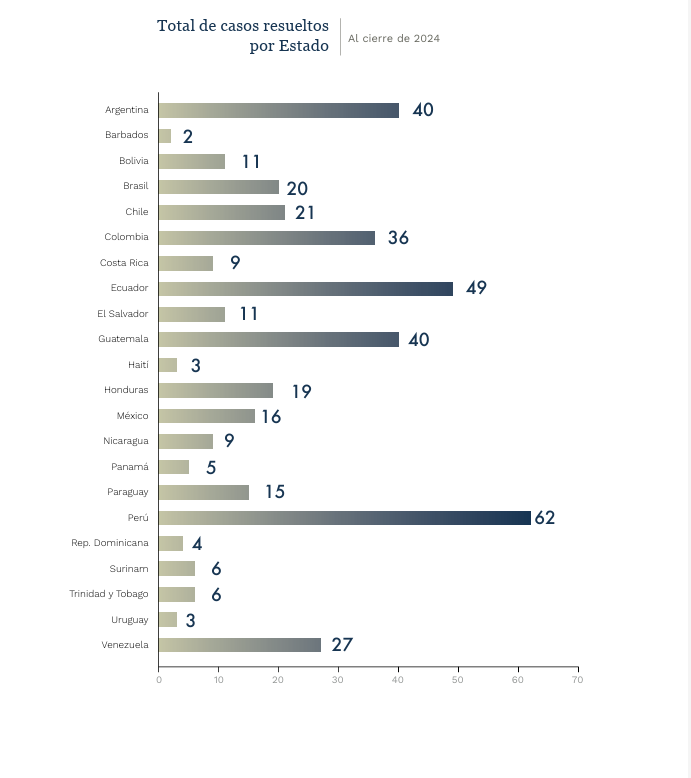 Total de casos resueltos
por Estado
Al cierre de 2024
Argentina 40
Barbados 2
Bolivia 11
Brasil 20
Chile 21
Colombia 36
Costa Rica 9
Ecuador 49
El Salvador 11
Guatemala 40
Haití 3
Honduras 19
México 16
Nicaragua 9
Panamá 5
Paraguay 15
Perú 62
Rep. Dominicana 4
Surinam 6
Trinidad y Tobago 6
Uruguay 3
Venezuela 27
0 10 20 30 40 50 60 70